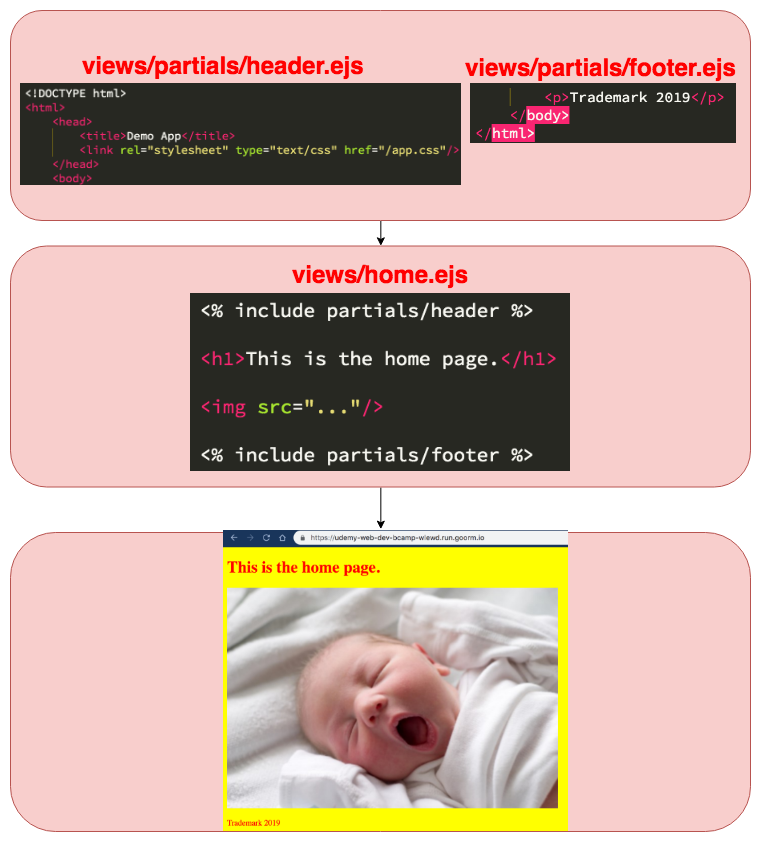 views/partials/header.ejs
<!DOCTYPE html>
<html>
<head>
<title>Demo App</title>
<link rel="stylesheet" type="text/css" href="/app.css"/>
</head>
<body>
views/partials/footer.ejs
<p>Trademark 2019</p>
</body>
</html>
views/home.ejs
<% include partials/header %>
<h1>This is the home page.</h1>
<img src="..."/>
<% include partials/footer %>
https://udemy-web-dev-bcamp-wiewd.run.goorm.io
This is the home page.
Trademark 2019